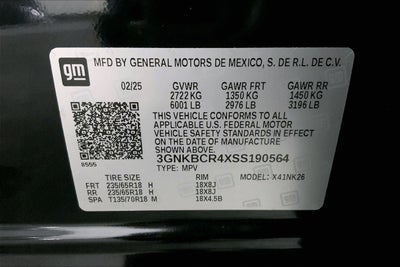 gm
MFD BY GENERAL MOTORS DE MEXICO, S. DE R.L. DE C.V.
02/25 GVWR GAWR FRT GAWR RR
2722 KG 1350 KG 1450 KG
6001 LB 2976 LB 3196 LB
THIS VEHICLE CONFORMS TO ALL
APPLICABLE U.S. FEDERAL MOTOR
VEHICLE SAFETY STANDARDS IN EFFECT
ON THE DATE OF MANUFACTURE SHOWN ABOVE.
3GNKBCR4XSS190564
TYPE: MPV MODEL: X41NK26
TIRE SIZE RIM
FRT 235/65R18 H 18X8J
RR 235/65R18 H 18X8J
SPA T135/70R18 M 18X4.5B